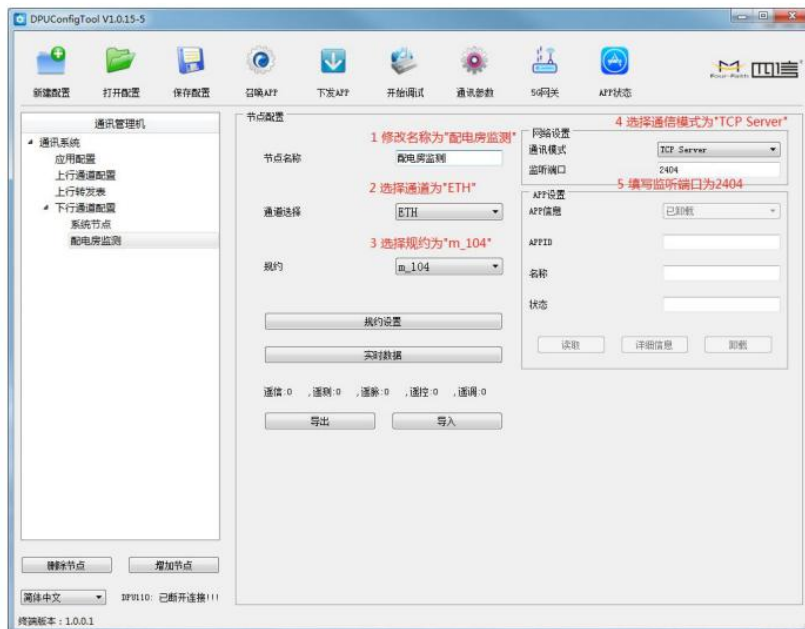 DPUConfigTool V1.0.15-5
新建配置 打开配置 保存配置 召唤APP 下发APP 开始调试 通讯参数 5G网关 APP状态
Four-Faith 四信
通讯管理机
通讯系统
应用配置
上行通道配置
上行转发表
下行通道配置
系统节点
配电房监测
删除节点 增加节点
简体中文 DPU110: 已断开连接!!!
终端版本：1.0.0.1
节点配置
1 修改名称为"配电房监测"
节点名称 配电房监测
2 选择通道为"ETH"
通道选择 ETH
3 选择规约为"m_104"
规约 m_104
规约设置
实时数据
遥信:0 ,遥测:0 ,遥脉:0 ,遥控:0 ,遥调:0
导出 导入
4 选择通信模式为"TCP Server"
网络设置
通讯模式 TCP Server
监听端口 2404
5 填写监听端口为2404
APP设置
APP信息 已卸载
APPID
名称
状态
读取 详细信息 卸载